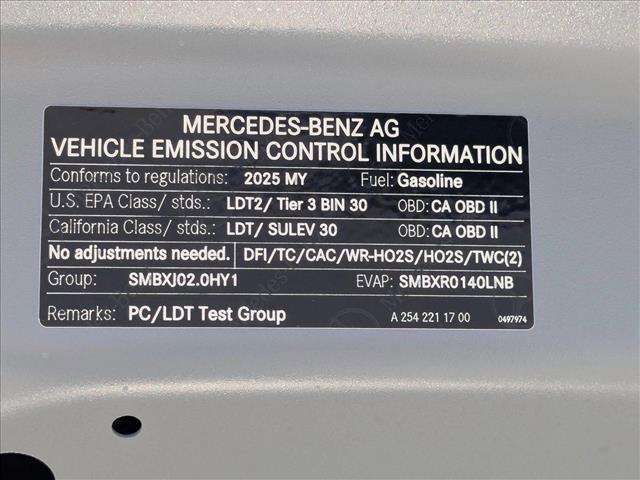 MERCEDES-BENZ AG
VEHICLE EMISSION CONTROL INFORMATION
Conforms to regulations: 2025 MY Fuel: Gasoline
U.S. EPA Class/ stds.: LDT2/ Tier 3 BIN 30 OBD: CA OBD II
California Class/ stds.: LDT/ SULEV 30 OBD: CA OBD II
No adjustments needed. DFI/TC/CAC/WR-HO2S/HO2S/TWC(2)
Group: SMBXJ02.0HY1 EVAP: SMBXR0140LNB
Remarks: PC/LDT Test Group A 254 221 17 00 0497974